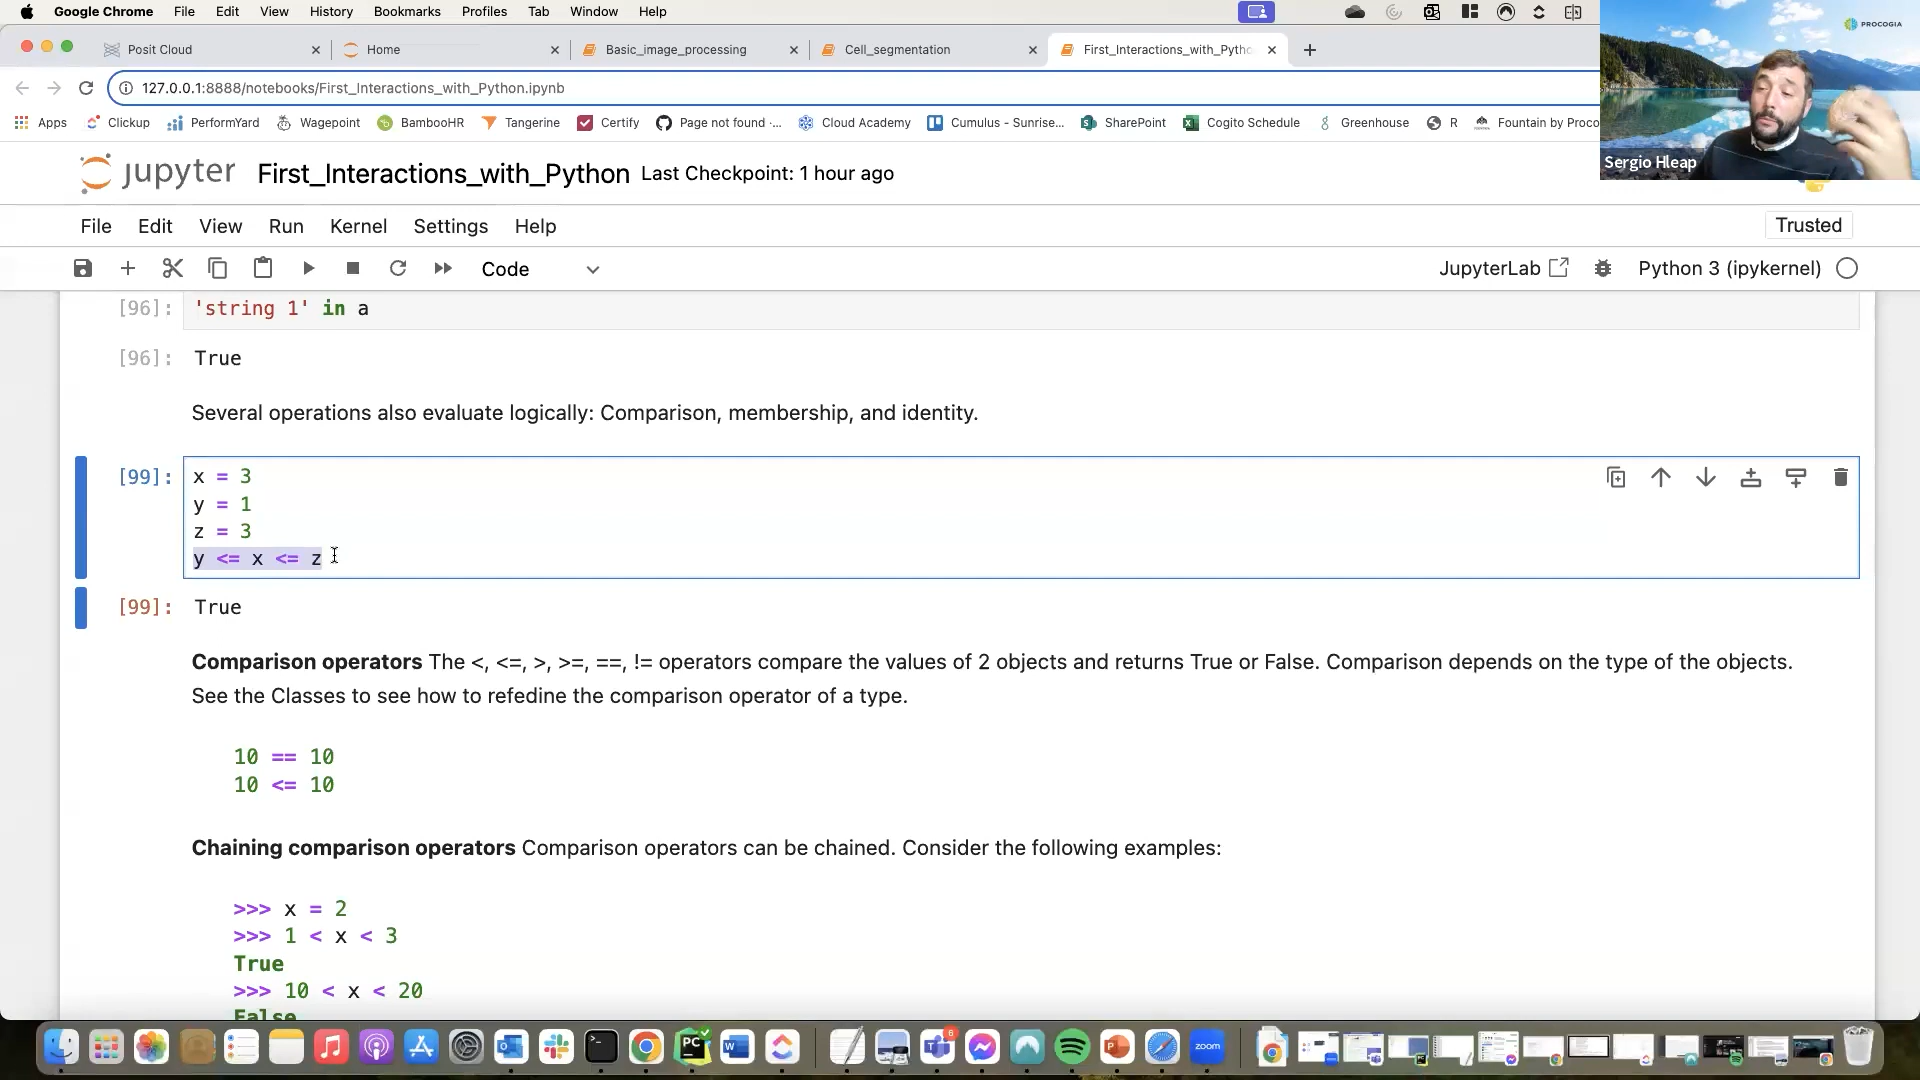 Google Chrome File Edit View History Bookmarks Profiles Tab Window Help
PROCOGIA
Posit Cloud
Home
Basic_image_processing
Cell_segmentation
First_Interactions_with_Pytho
127.0.0.1:8888/notebooks/First_Interactions_with_Python.ipynb
Apps Clickup PerformYard Wagepoint BambooHR Tangerine Certify Page not found -... Cloud Academy Cumulus - Sunrise... SharePoint Cogito Schedule Greenhouse R Fountain by Proco
Sergio Hleap
jupyter First_Interactions_with_Python Last Checkpoint: 1 hour ago
File Edit View Run Kernel Settings Help
Trusted
Code
JupyterLab
Python 3 (ipykernel)
[96]: 'string 1' in a
[96]: True
Several operations also evaluate logically: Comparison, membership, and identity.
[99]: x = 3
y = 1
z = 3
y <= x <= z
[99]: True
Comparison operators The <, <=, >, >=, ==, != operators compare the values of 2 objects and returns True or False. Comparison depends on the type of the objects.
See the Classes to see how to refedine the comparison operator of a type.
10 == 10
10 <= 10
Chaining comparison operators Comparison operators can be chained. Consider the following examples:
>>> x = 2
>>> 1 < x < 3
True
>>> 10 < x < 20
False
PC
zoom